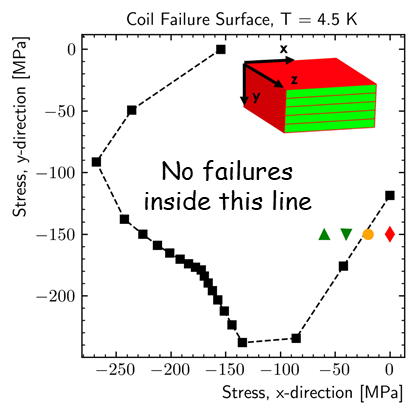 Coil Failure Surface, T = 4.5 K
Stress, y-direction [MPa]
0
−50
−100
−150
−200
x
z
y
No failures
inside this line
−250
−200
−150
−100
−50
0
Stress, x-direction [MPa]